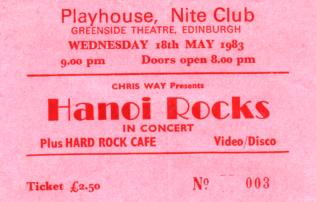 Playhouse, Nite Club
GREENSIDE THEATRE, EDINBURGH
WEDNESDAY 18th MAY 1983
9.00 pm Doors open 8.00 pm
CHRIS WAY Presents
Hanoi Rocks
IN CONCERT
Plus HARD ROCK CAFE Video/Disco
Ticket £2.50 Nº 003